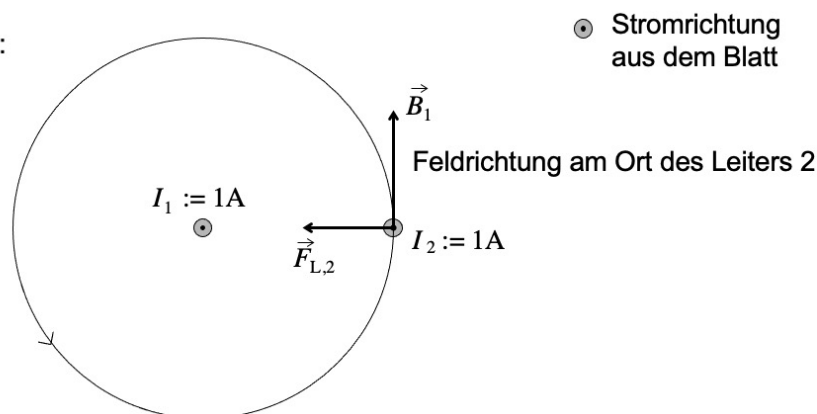 :
Stromrichtung
aus dem Blatt
B⃗₁
Feldrichtung am Ort des Leiters 2
I₁ := 1A
I₂ := 1A
F⃗L,2